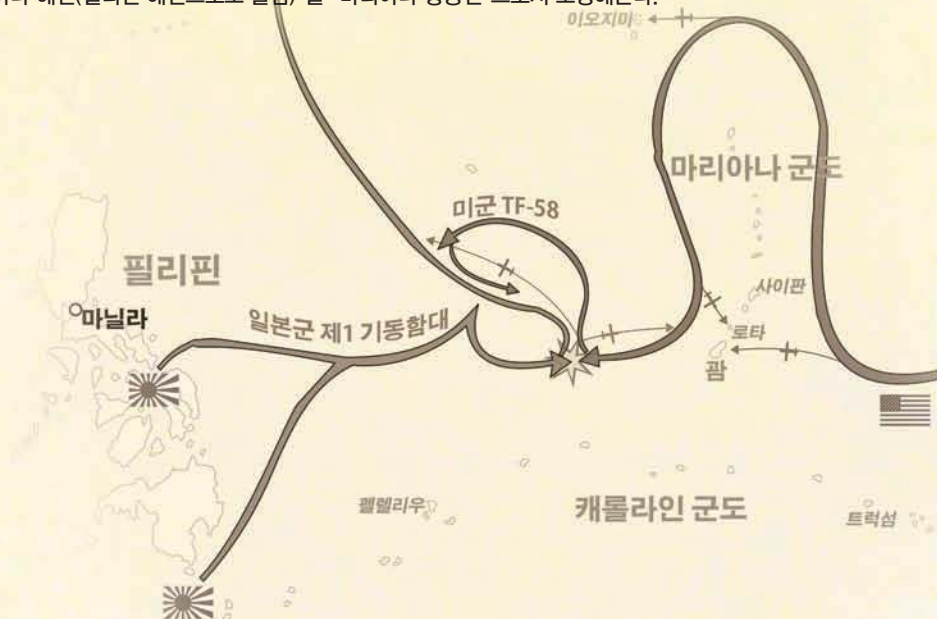 이오지마
마리아나 군도
미군 TF-58
필리핀
사이판
마닐라
일본군 제1 기동함대
로타
괌
펠렐리우
캐롤라인 군도
트럭섬